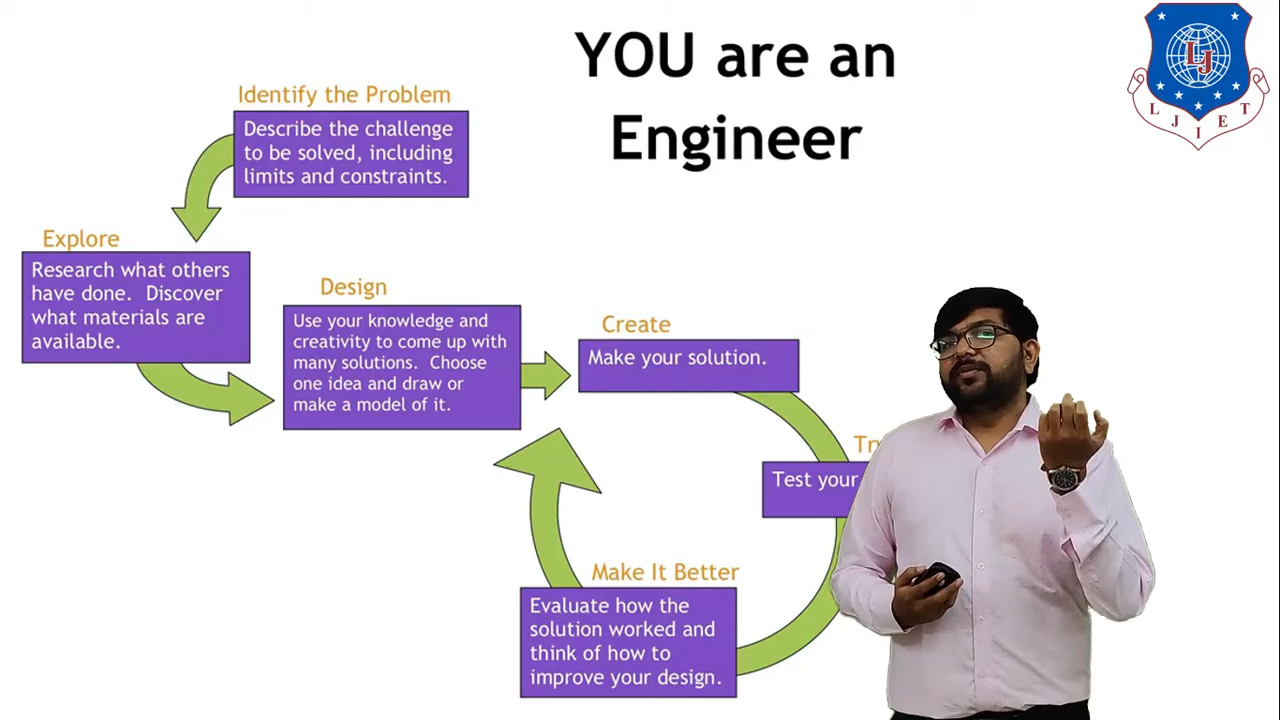 YOU are an
Engineer
L J I E T
LJ
Identify the Problem
Describe the challenge
to be solved, including
limits and constraints.
Explore
Research what others
have done. Discover
what materials are
available.
Design
Use your knowledge and
creativity to come up with
many solutions. Choose
one idea and draw or
make a model of it.
Create
Make your solution.
Test your
Make It Better
Evaluate how the
solution worked and
think of how to
improve your design.